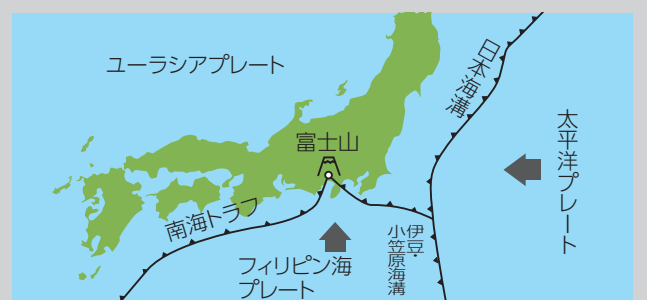 ユーラシアプレート
日本海溝
太平洋プレート
富士山
南海トラフ
伊豆・
小笠原海溝
フィリピン海
プレート